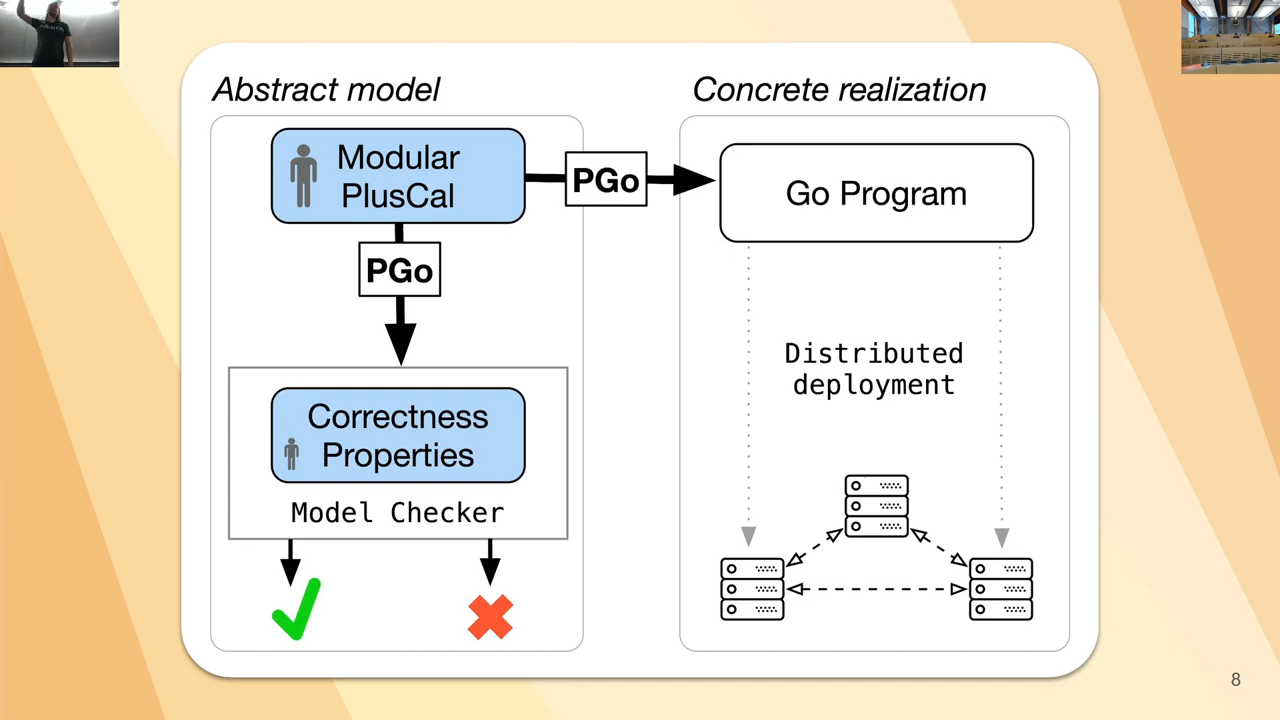 Abstract model
Concrete realization
Modular
PlusCal
PGo
Go Program
PGo
Distributed
deployment
Correctness
Properties
Model Checker
8